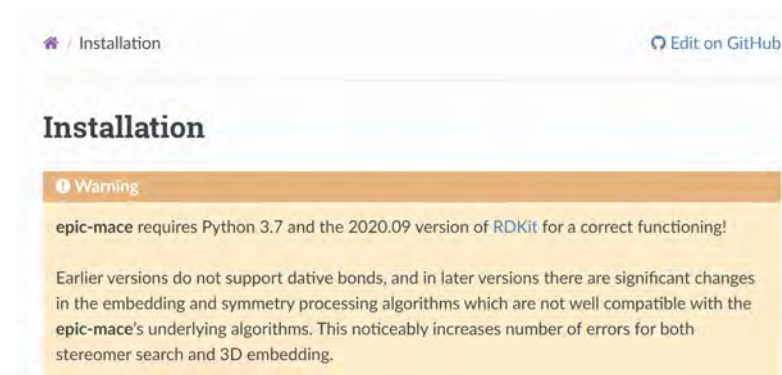 / Installation
Edit on GitHub
Installation
Warning
epic-mace requires Python 3.7 and the 2020.09 version of RDKit for a correct functioning!
Earlier versions do not support dative bonds, and in later versions there are significant changes
in the embedding and symmetry processing algorithms which are not well compatible with the
epic-mace's underlying algorithms. This noticeably increases number of errors for both
stereomer search and 3D embedding.